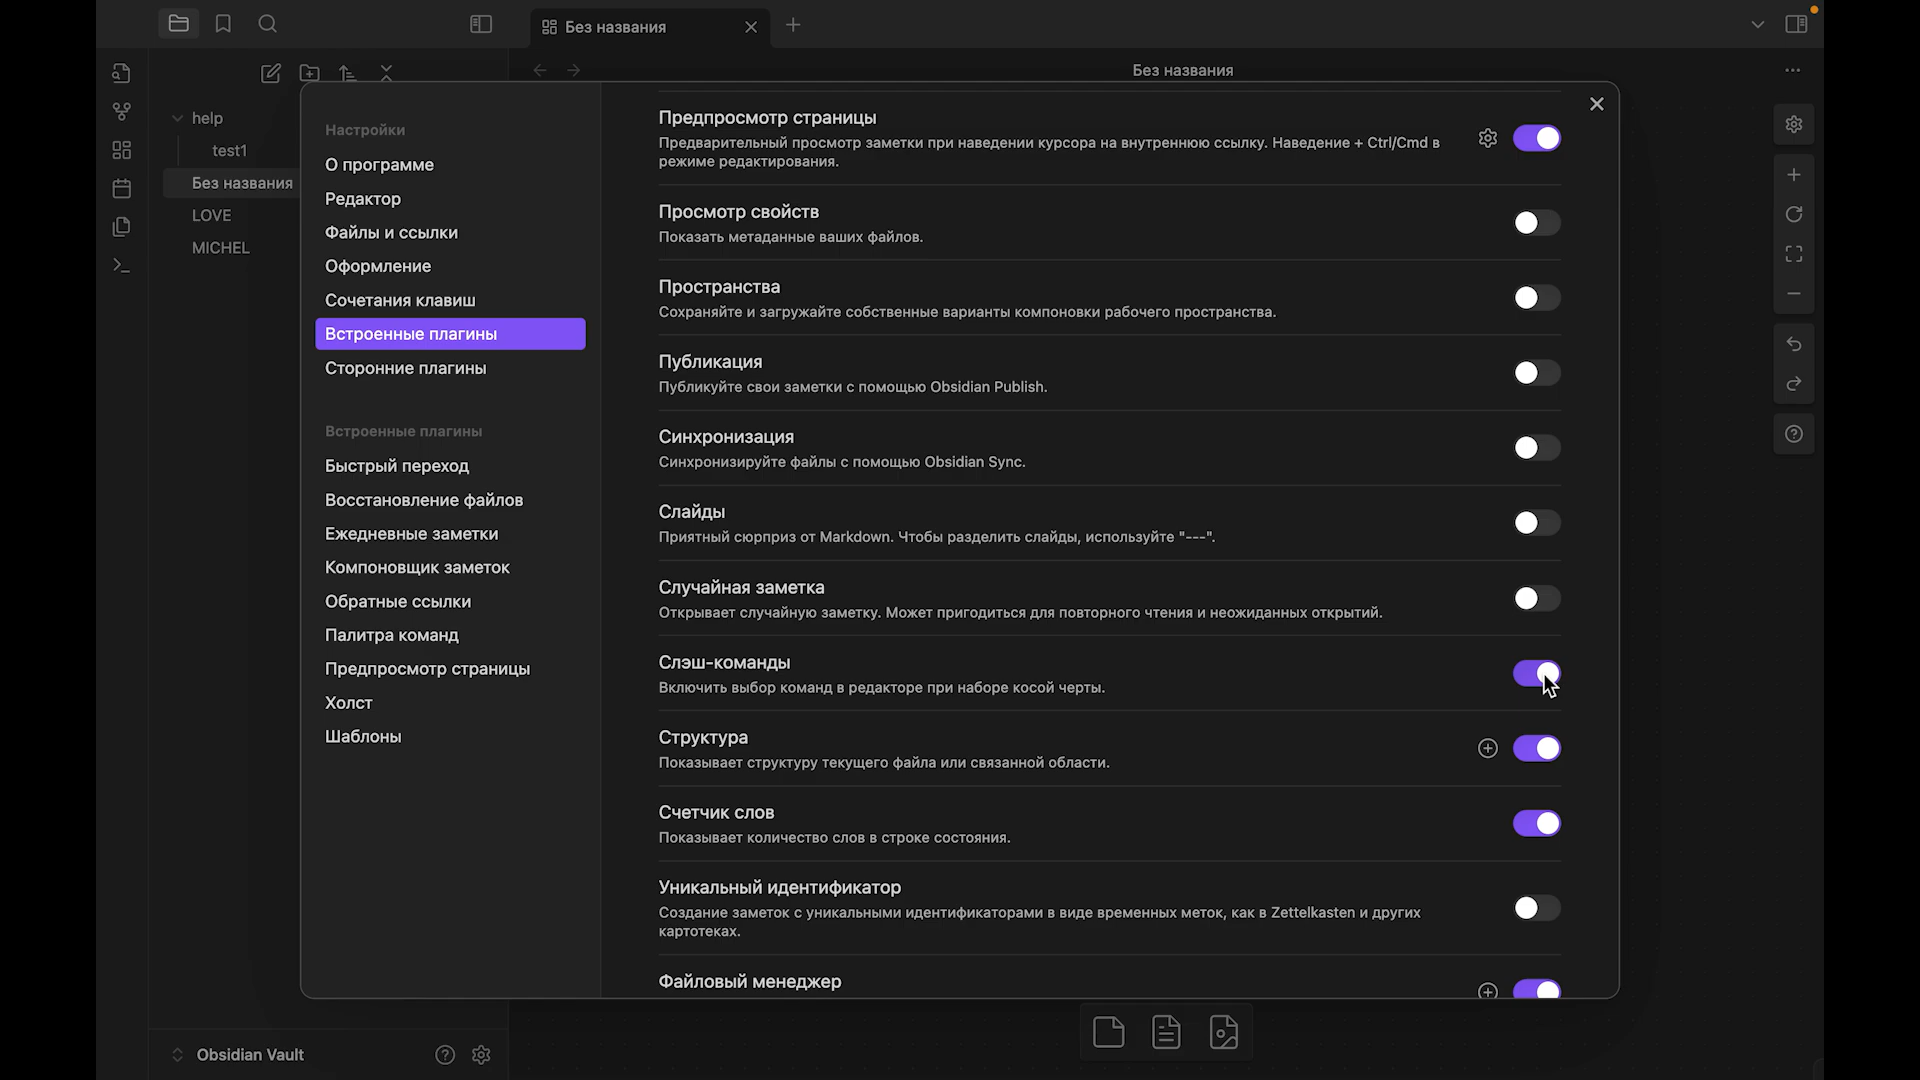 Без названия
Без названия
help
test1
Без названия
LOVE
MICHEL
Настройки
О программе
Редактор
Файлы и ссылки
Оформление
Сочетания клавиш
Встроенные плагины
Сторонние плагины
Встроенные плагины
Быстрый переход
Восстановление файлов
Ежедневные заметки
Компоновщик заметок
Обратные ссылки
Палитра команд
Предпросмотр страницы
Холст
Шаблоны
Предпросмотр страницы
Предварительный просмотр заметки при наведении курсора на внутреннюю ссылку. Наведение + Ctrl/Cmd в
режиме редактирования.
Просмотр свойств
Показать метаданные ваших файлов.
Пространства
Сохраняйте и загружайте собственные варианты компоновки рабочего пространства.
Публикация
Публикуйте свои заметки с помощью Obsidian Publish.
Синхронизация
Синхронизируйте файлы с помощью Obsidian Sync.
Слайды
Приятный сюрприз от Markdown. Чтобы разделить слайды, используйте "---".
Случайная заметка
Открывает случайную заметку. Может пригодиться для повторного чтения и неожиданных открытий.
Слэш-команды
Включить выбор команд в редакторе при наборе косой черты.
Структура
Показывает структуру текущего файла или связанной области.
Счетчик слов
Показывает количество слов в строке состояния.
Уникальный идентификатор
Создание заметок с уникальными идентификаторами в виде временных меток, как в Zettelkasten и других
картотеках.
Файловый менеджер
Obsidian Vault